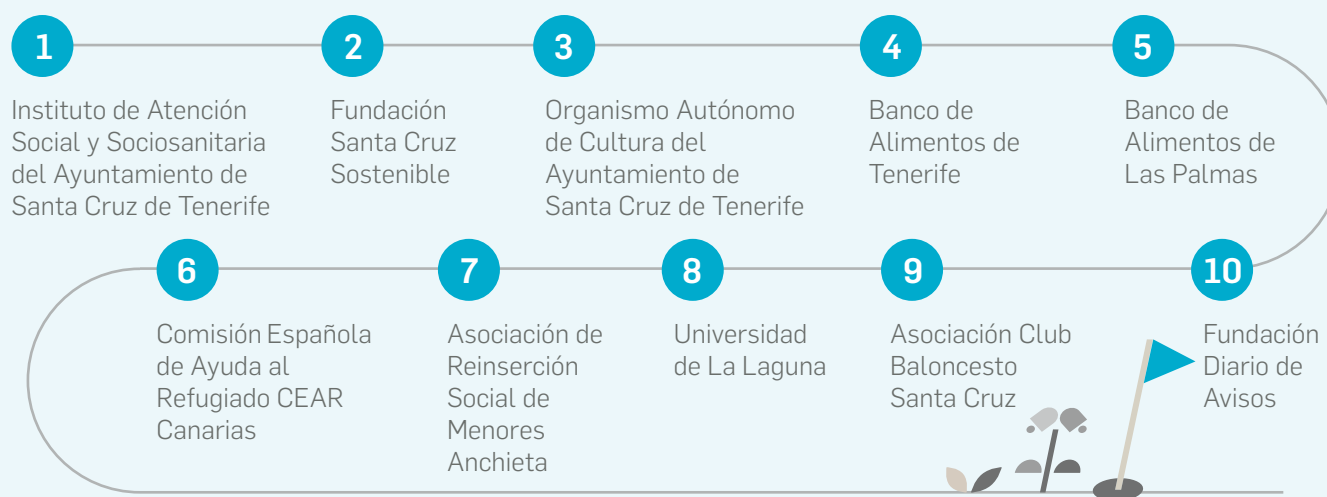 1
Instituto de Atención
Social y Sociosanitaria
del Ayuntamiento de
Santa Cruz de Tenerife
2
Fundación
Santa Cruz
Sostenible
3
Organismo Autónomo
de Cultura del
Ayuntamiento de
Santa Cruz de Tenerife
4
Banco de
Alimentos de
Tenerife
5
Banco de
Alimentos de
Las Palmas
6
Comisión Española
de Ayuda al
Refugiado CEAR
Canarias
7
Asociación de
Reinserción
Social de
Menores
Anchieta
8
Universidad
de La Laguna
9
Asociación Club
Baloncesto
Santa Cruz
10
Fundación
Diario de
Avisos